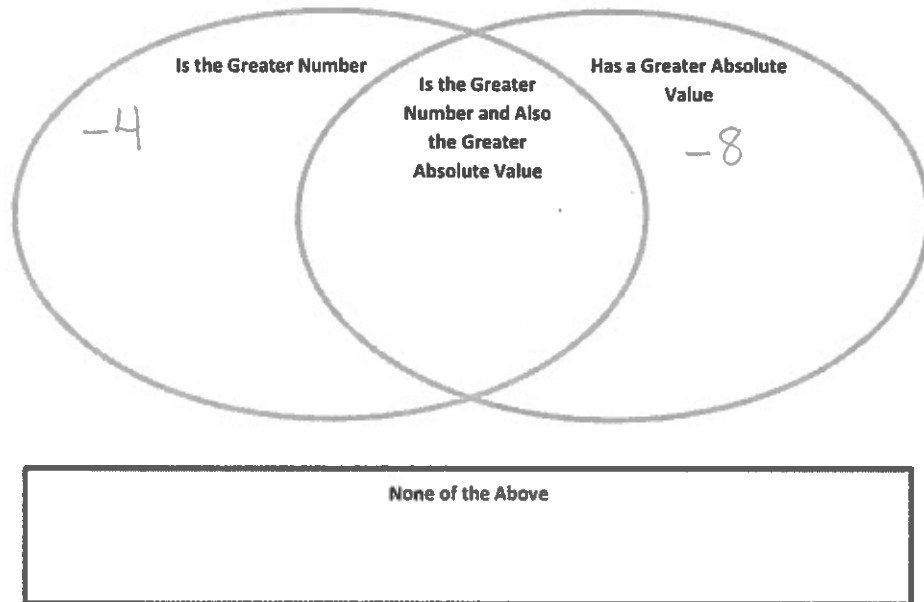 Is the Greater Number
-4
Is the Greater
Number and Also
the Greater
Absolute Value
Has a Greater Absolute
Value
-8
None of the Above